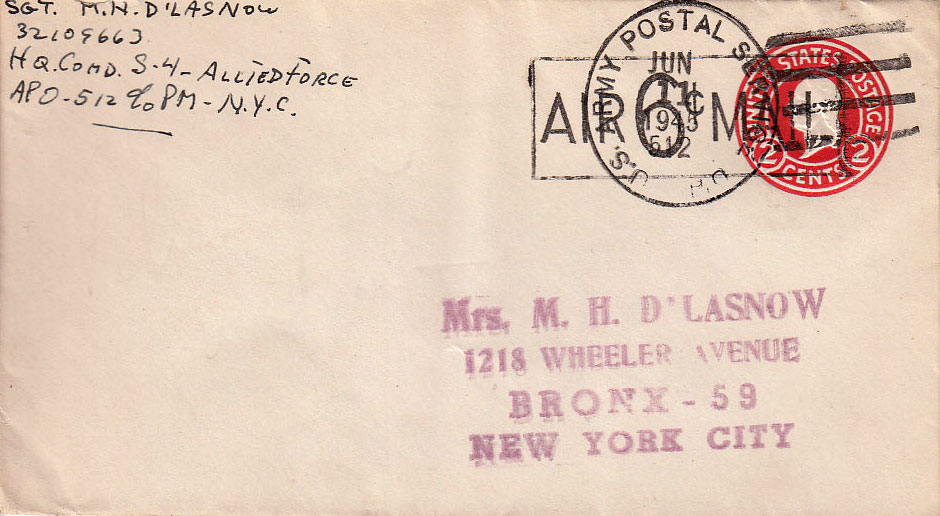 SGT. M.H. D'LASNOW
32109663
HQ. COMD. S-4 - ALLIED FORCE
APO - 512 c/o PM - N.Y.C.
U.S. ARMY POSTAL SERVICE
JUN
11
1943
512
AIR 6¢ MAIL
UNITED STATES POSTAGE
2 CENTS 2
Mrs. M. H. D'LASNOW
1218 WHEELER AVENUE
BRONX - 59
NEW YORK CITY